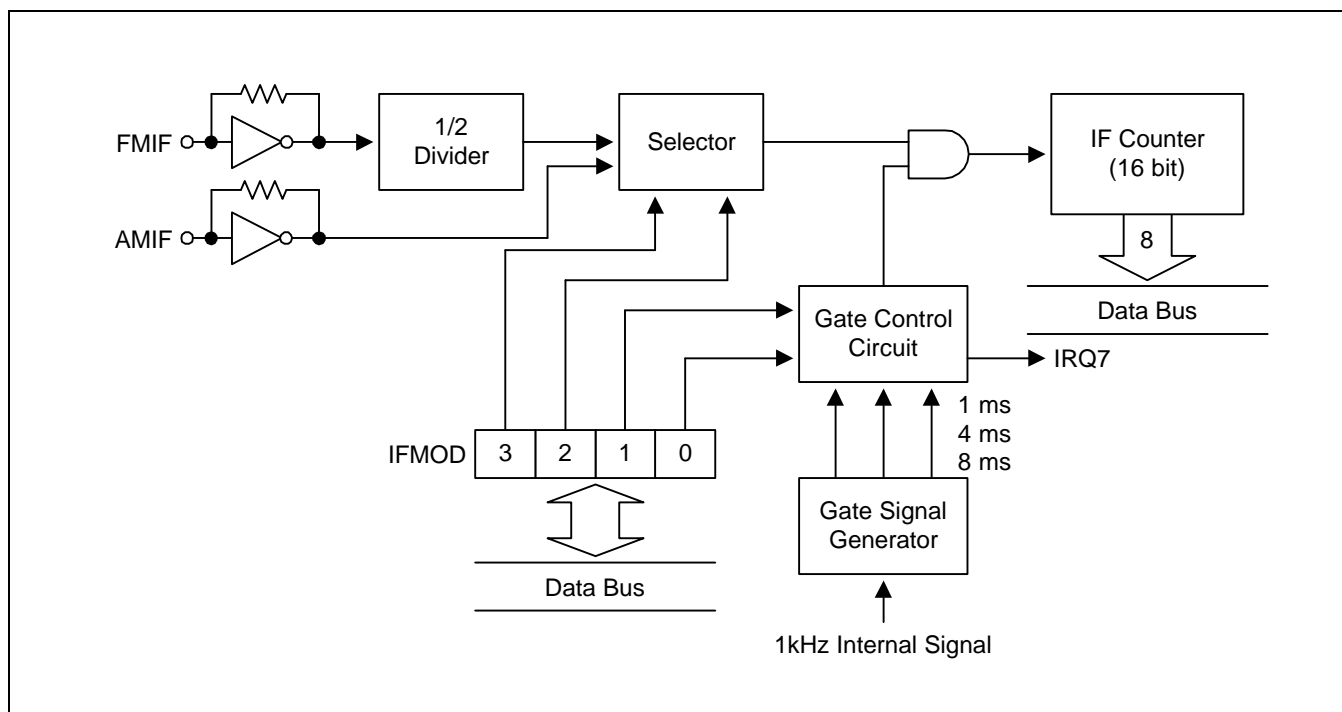 FMIF
1/2
Divider
Selector
IF Counter
(16 bit)
AMIF
8
Data Bus
Gate Control
Circuit
IRQ7
1 ms
4 ms
8 ms
IFMOD 3 2 1 0
Gate Signal
Generator
Data Bus
1kHz Internal Signal